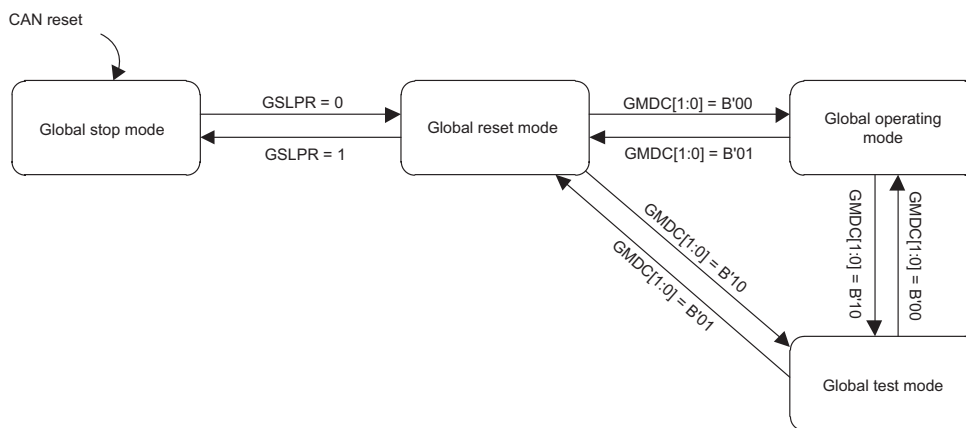 CAN reset
Global stop mode
GSLPR = 0
GSLPR = 1
Global reset mode
GMDC[1:0] = B'00
GMDC[1:0] = B'01
Global operating
mode
GMDC[1:0] = B'10
GMDC[1:0] = B'01
GMDC[1:0] = B'10
GMDC[1:0] = B'00
Global test mode